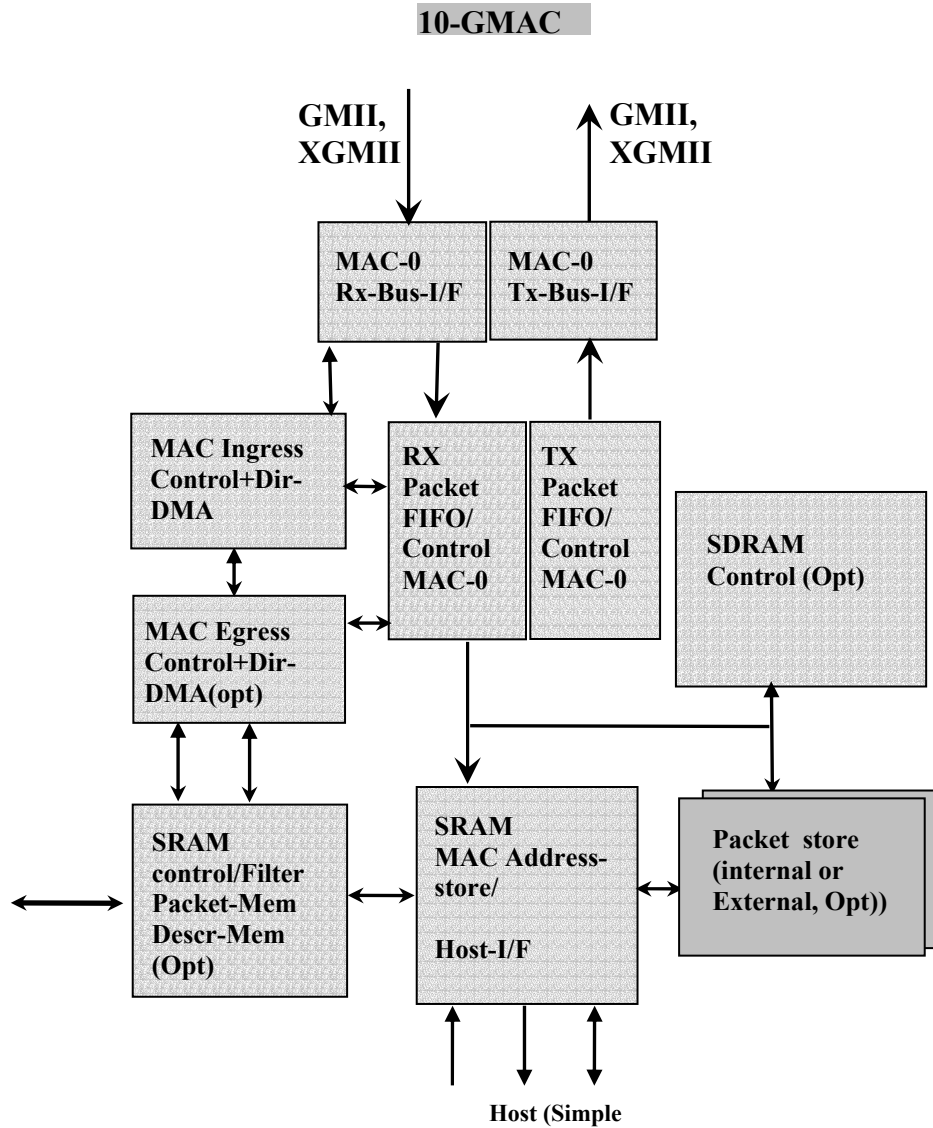 10-GMAC
GMII,
XGMII
GMII,
XGMII
MAC-0
Rx-Bus-I/F
MAC-0
Tx-Bus-I/F
MAC Ingress
Control+Dir-
DMA
RX
Packet
FIFO/
Control
MAC-0
TX
Packet
FIFO/
Control
MAC-0
SDRAM
Control (Opt)
MAC Egress
Control+Dir-
DMA(opt)
SRAM
control/Filter
Packet-Mem
Descr-Mem
(Opt)
SRAM
MAC Address-
store/
Host-I/F
Packet store
(internal or
External, Opt))
Host (Simple